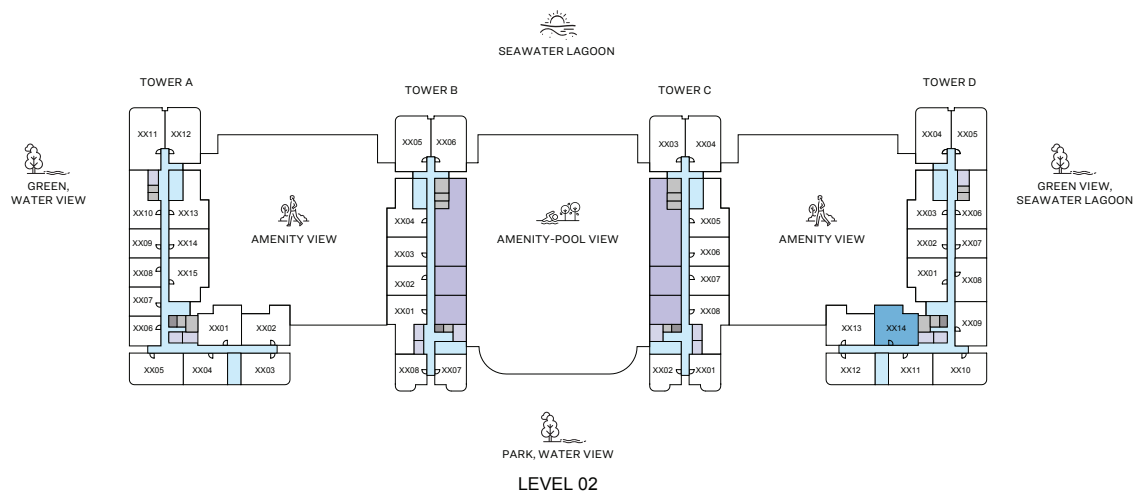 SEAWATER LAGOON
TOWER A
TOWER B
TOWER C
TOWER D
GREEN,
WATER VIEW
GREEN VIEW,
SEAWATER LAGOON
AMENITY VIEW
AMENITY-POOL VIEW
AMENITY VIEW
XX11
XX12
XX10
XX13
XX09
XX14
XX08
XX15
XX07
XX06
XX01
XX02
XX05
XX04
XX03
XX05
XX06
XX04
XX03
XX02
XX01
XX08
XX07
XX03
XX04
XX05
XX06
XX07
XX08
XX02
XX01
XX04
XX05
XX03
XX06
XX02
XX07
XX01
XX08
XX13
XX14
XX09
XX12
XX11
XX10
PARK, WATER VIEW
LEVEL 02